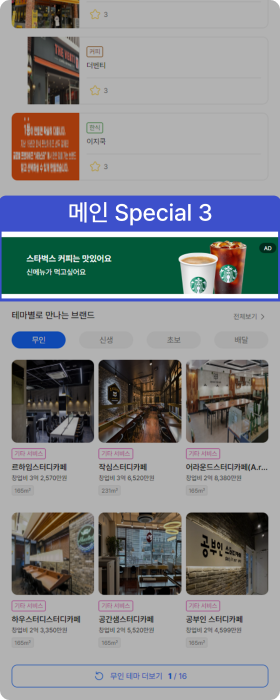 THE VENTI
3
커피
더벤티
3
한식
이지쿡
3
메인 Special 3
AD
스타벅스 커피는 맛있어요
신메뉴가 먹고싶어요
테마별로 만나는 브랜드
전체보기 >
무인
신생
초보
배달
기타 서비스
기타 서비스
기타 서비스
르하임스터디카페
작심스터디카페
어라운드스터디카페(A.r...
창업비 3억 2,570만원
창업비 3억 6,520만원
창업비 2억 8,360만원
165m²
231m²
165m²
공부인
기타 서비스
기타 서비스
기타 서비스
하우스터디스터디카페
공간샘스터디카페
공부인 스터디카페
창업비 2억 3,350만원
창업비 2억 5,520만원
창업비 2억 4,599만원
165m²
165m²
165m²
무인 테마 더보기 1 / 16